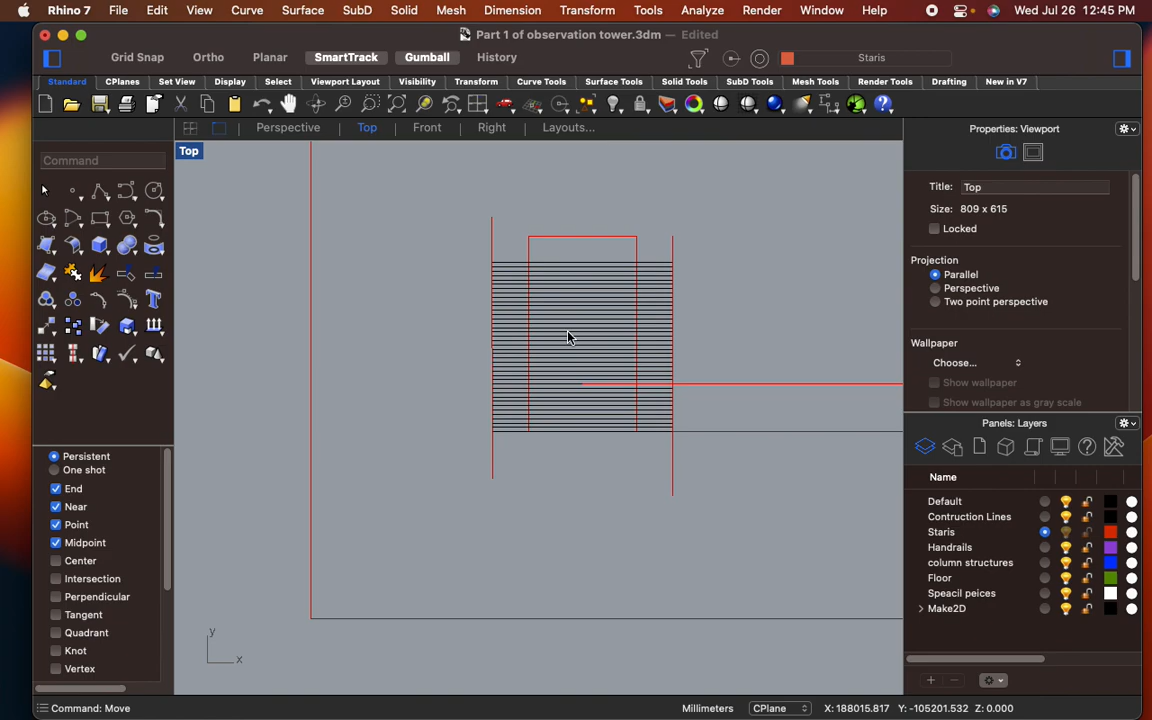 Rhino 7 File Edit View Curve Surface SubD Solid Mesh Dimension Transform Tools Analyze Render Window Help Wed Jul 26 12:45 PM
Part 1 of observation tower.3dm — Edited
Grid Snap Ortho Planar SmartTrack Gumball History Staris
Standard CPlanes Set View Display Select Viewport Layout Visibility Transform Curve Tools Surface Tools Solid Tools SubD Tools Mesh Tools Render Tools Drafting New in V7
Perspective Top Front Right Layouts...
Top
Command
Persistent
One shot
End
Near
Point
Midpoint
Center
Intersection
Perpendicular
Tangent
Quadrant
Knot
Vertex
y
x
Properties: Viewport
Title: Top
Size: 809 x 615
Locked
Projection
Parallel
Perspective
Two point perspective
Wallpaper
Choose...
Show wallpaper
Show wallpaper as gray scale
Panels: Layers
Name
Default
Contruction Lines
Staris
Handrails
column structures
Floor
Speacil peices
Make2D
Command: Move Millimeters CPlane X:188015.817 Y:-105201.532 Z:0.000